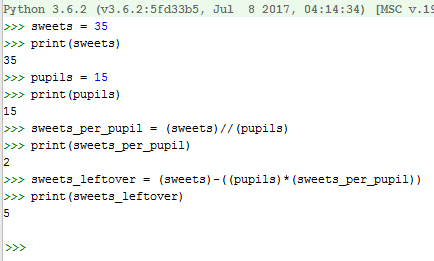 Python 3.6.2 (v3.6.2:5fd33b5, Jul  8 2017, 04:14:34) [MSC v.19
>>> sweets = 35
>>> print(sweets)
35
>>> pupils = 15
>>> print(pupils)
15
>>> sweets_per_pupil = (sweets)//(pupils)
>>> print(sweets_per_pupil)
2
>>> sweets_leftover = (sweets)-((pupils)*(sweets_per_pupil))
>>> print(sweets_leftover)
5
>>>